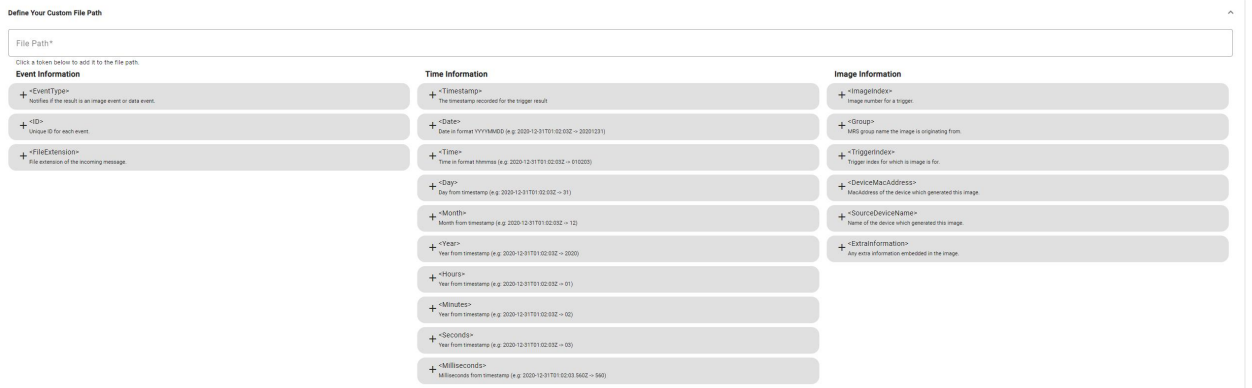 Define Your Custom File Path
File Path*
Click a token below to add it to the file path.
Event Information
<EventType>
Notifies if the result is an image event or data event.
<ID>
Unique ID for each event.
<FileExtension>
File extension of the incoming message.
Time Information
<Timestamp>
The timestamp recorded for the trigger result
<Date>
Date in format YYYYMMDD (e.g: 2020-12-31T01:02:03Z -> 20201231)
<Time>
Time in format hhmmss (e.g: 2020-12-31T01:02:03Z -> 010203)
<Day>
Day from timestamp (e.g: 2020-12-31T01:02:03Z -> 31)
<Month>
Month from timestamp (e.g: 2020-12-31T01:02:03Z -> 12)
<Year>
Year from timestamp (e.g: 2020-12-31T01:02:03Z -> 2020)
<Hours>
Year from timestamp (e.g: 2020-12-31T01:02:03Z -> 01)
<Minutes>
Year from timestamp (e.g: 2020-12-31T01:02:03Z -> 02)
<Seconds>
Year from timestamp (e.g: 2020-12-31T01:02:03Z -> 03)
<Milliseconds>
Milliseconds from timestamp (e.g: 2020-12-31T01:02:03.560Z -> 560)
Image Information
<ImageIndex>
Image number for a trigger.
<Group>
MRS group name the image is originating from.
<TriggerIndex>
Trigger index for which is image is for.
<DeviceMacAddress>
MacAddress of the device which generated this image.
<SourceDeviceName>
Name of the device which generated this image.
<ExtraInformation>
Any extra information embedded in the image.